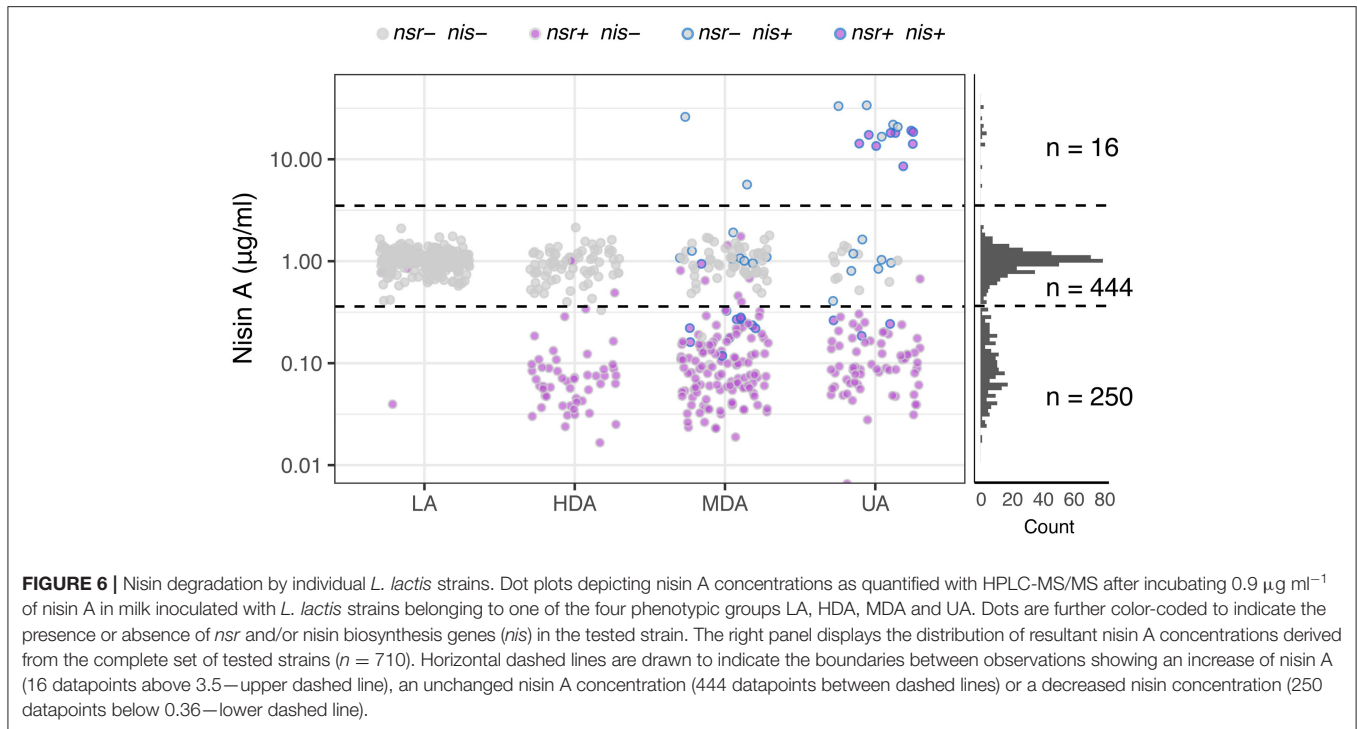 nsr− nis− nsr+ nis− nsr− nis+ nsr+ nis+
Nisin A (µg/ml)
10.00
1.00
0.10
0.01
LA HDA MDA UA
n = 16
n = 444
n = 250
0 20 40 60 80
Count
FIGURE 6 | Nisin degradation by individual L. lactis strains. Dot plots depicting nisin A concentrations as quantified with HPLC-MS/MS after incubating 0.9 µg ml−1
of nisin A in milk inoculated with L. lactis strains belonging to one of the four phenotypic groups LA, HDA, MDA and UA. Dots are further color-coded to indicate the
presence or absence of nsr and/or nisin biosynthesis genes (nis) in the tested strain. The right panel displays the distribution of resultant nisin A concentrations derived
from the complete set of tested strains (n = 710). Horizontal dashed lines are drawn to indicate the boundaries between observations showing an increase of nisin A
(16 datapoints above 3.5—upper dashed line), an unchanged nisin A concentration (444 datapoints between dashed lines) or a decreased nisin concentration (250
datapoints below 0.36—lower dashed line).